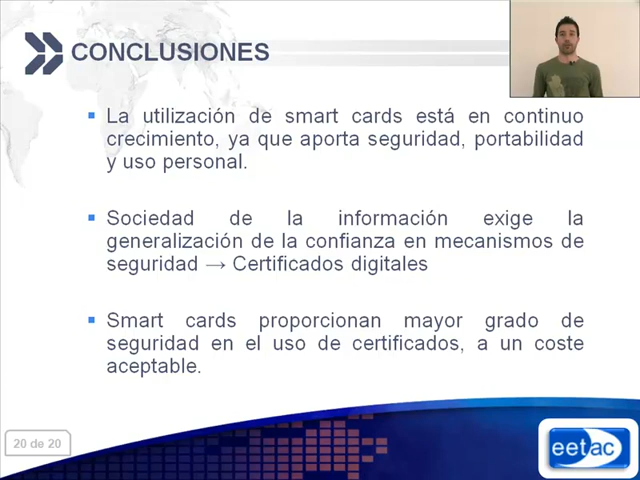 CONCLUSIONES
La utilización de smart cards está en continuo
crecimiento, ya que aporta seguridad, portabilidad
y uso personal.
Sociedad de la información exige la
generalización de la confianza en mecanismos de
seguridad → Certificados digitales
Smart cards proporcionan mayor grado de
seguridad en el uso de certificados, a un coste
aceptable.
20 de 20
eetac